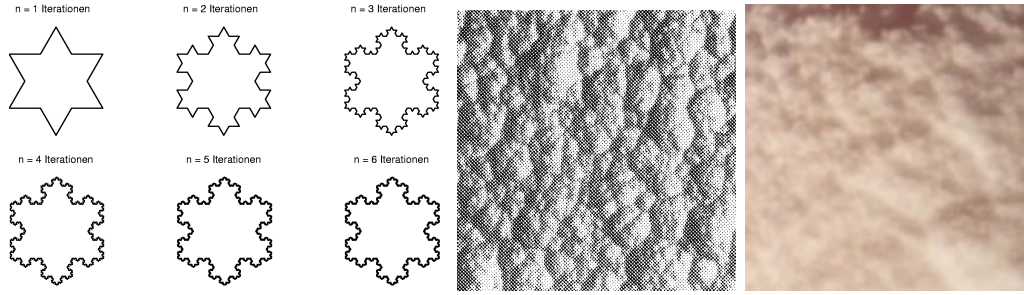 n = 1 Iterationen
n = 2 Iterationen
n = 3 Iterationen
n = 4 Iterationen
n = 5 Iterationen
n = 6 Iterationen